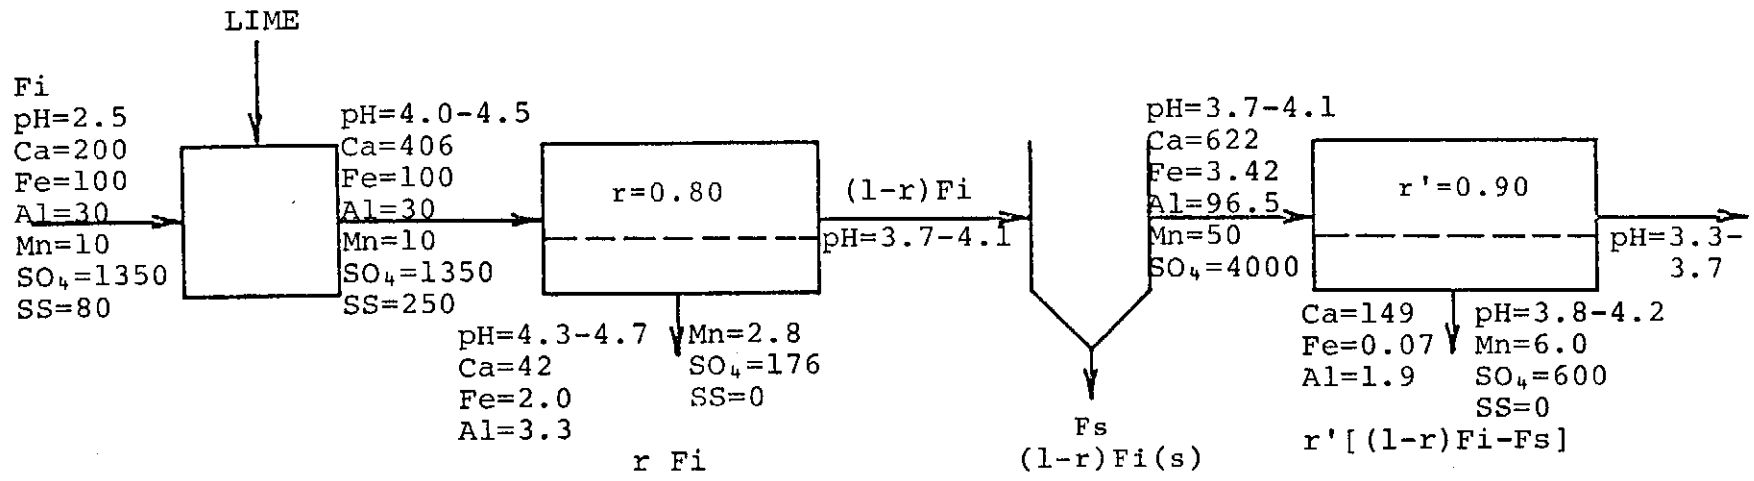 LIME
Fi
pH=2.5
Ca=200
Fe=100
Al=30
Mn=10
SO₄=1350
SS=80
pH=4.0-4.5
Ca=406
Fe=100
Al=30
Mn=10
SO₄=1350
SS=250
r=0.80
pH=4.3-4.7
Ca=42
Fe=2.0
Al=3.3
Mn=2.8
SO₄=176
SS=0
r Fi
(l-r)Fi
pH=3.7-4.1
Fs
(l-r)Fi(s)
pH=3.7-4.1
Ca=622
Fe=3.42
Al=96.5
Mn=50
SO₄=4000
r'=0.90
Ca=149
Fe=0.07
Al=1.9
pH=3.8-4.2
Mn=6.0
SO₄=600
SS=0
r'[(l-r)Fi-Fs]
pH=3.3-
3.7